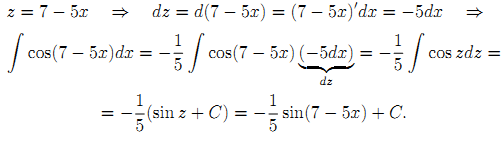 z = 7 − 5x ⇒ dz = d(7 − 5x) = (7 − 5x)′dx = −5dx ⇒
∫ cos(7 − 5x)dx = −1/5 ∫ cos(7 − 5x) (−5dx) = −1/5 ∫ cos zdz =
dz
= −1/5(sin z + C) = −1/5 sin(7 − 5x) + C.